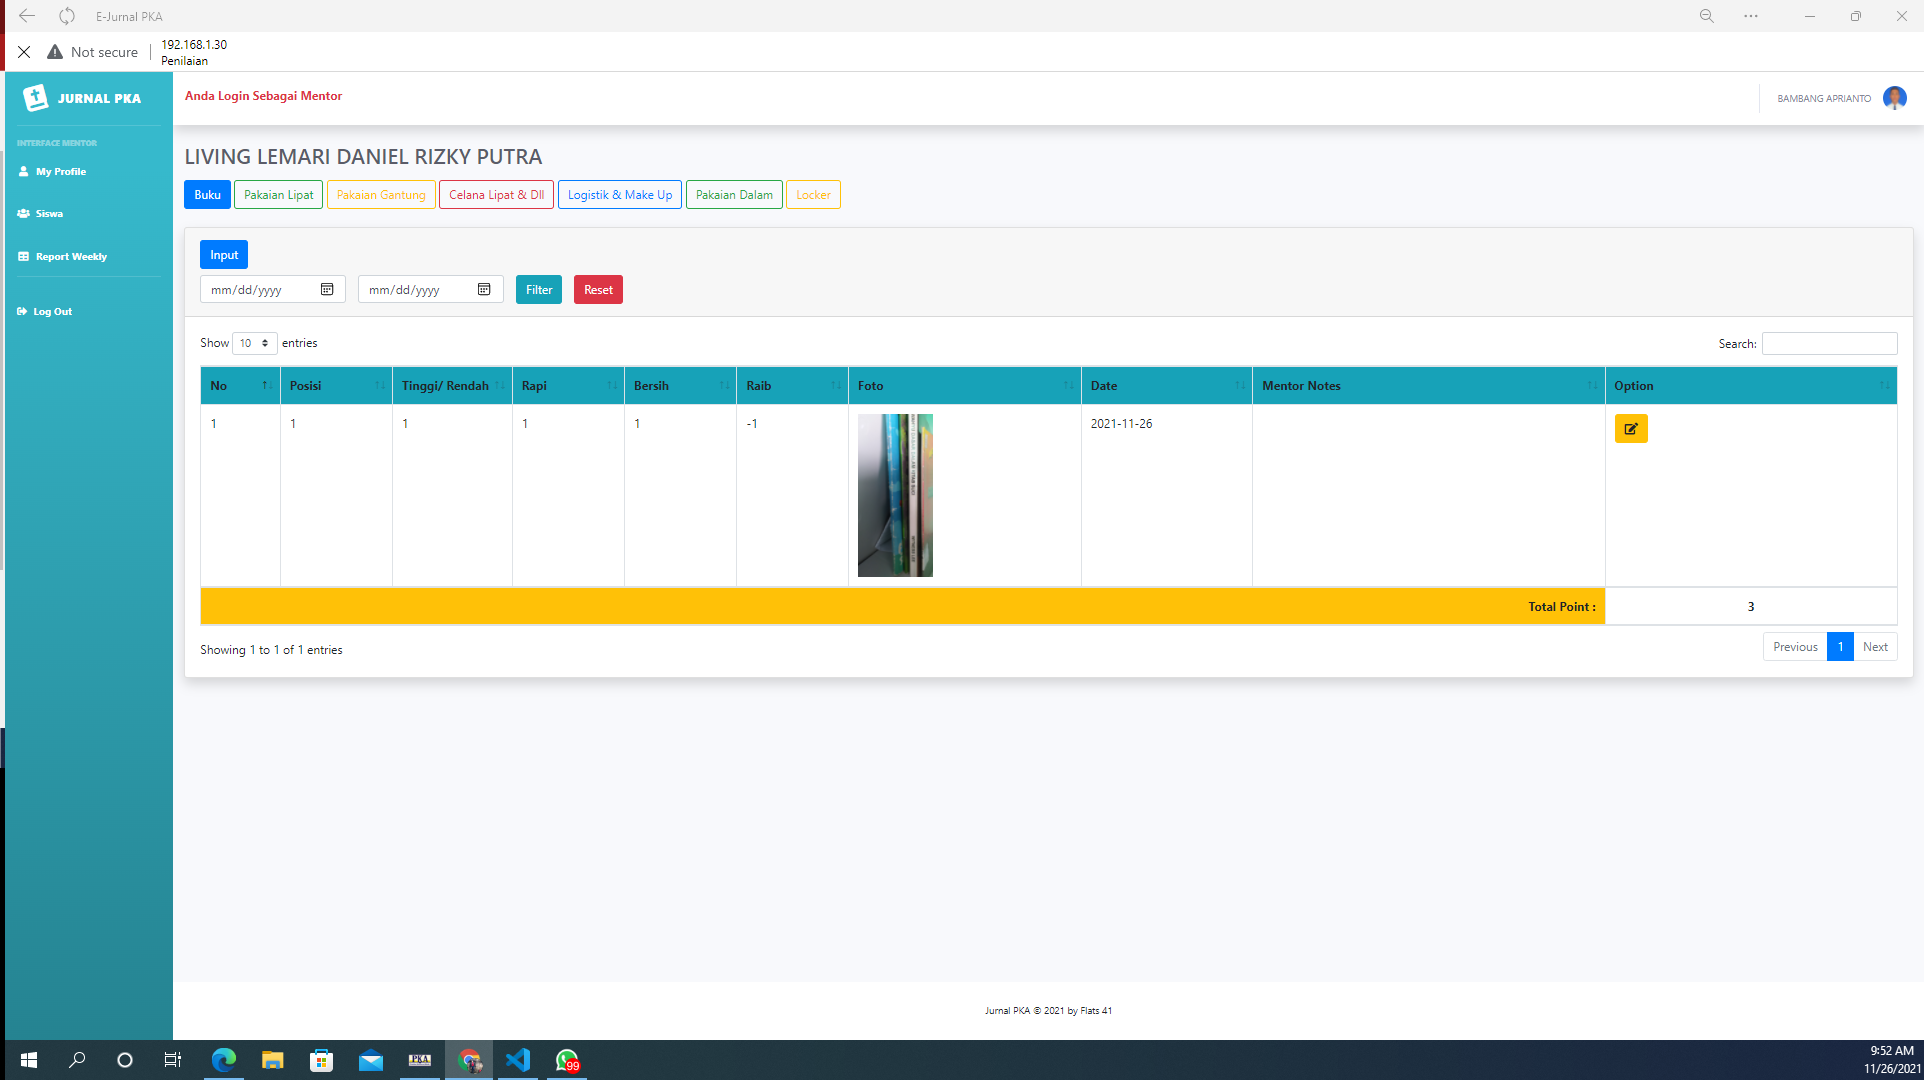 E-Jurnal PKA
Not secure
192.168.1.30
Penilaian
JURNAL PKA
Anda Login Sebagai Mentor
BAMBANG APRIANTO
INTERFACE MENTOR
My Profile
Siswa
Report Weekly
Log Out
LIVING LEMARI DANIEL RIZKY PUTRA
Buku Pakaian Lipat Pakaian Gantung Celana Lipat & Dll Logistik & Make Up Pakaian Dalam Locker
Input
mm/dd/yyyy mm/dd/yyyy Filter Reset
Show 10 entries Search:
No Posisi Tinggi/ Rendah Rapi Bersih Raib Foto Date Mentor Notes Option
1 1 1 1 1 -1 2021-11-26
Total Point : 3
Showing 1 to 1 of 1 entries
Previous 1 Next
Jurnal PKA © 2021 by Flats 41
PKA
99
9:52 AM
11/26/2021